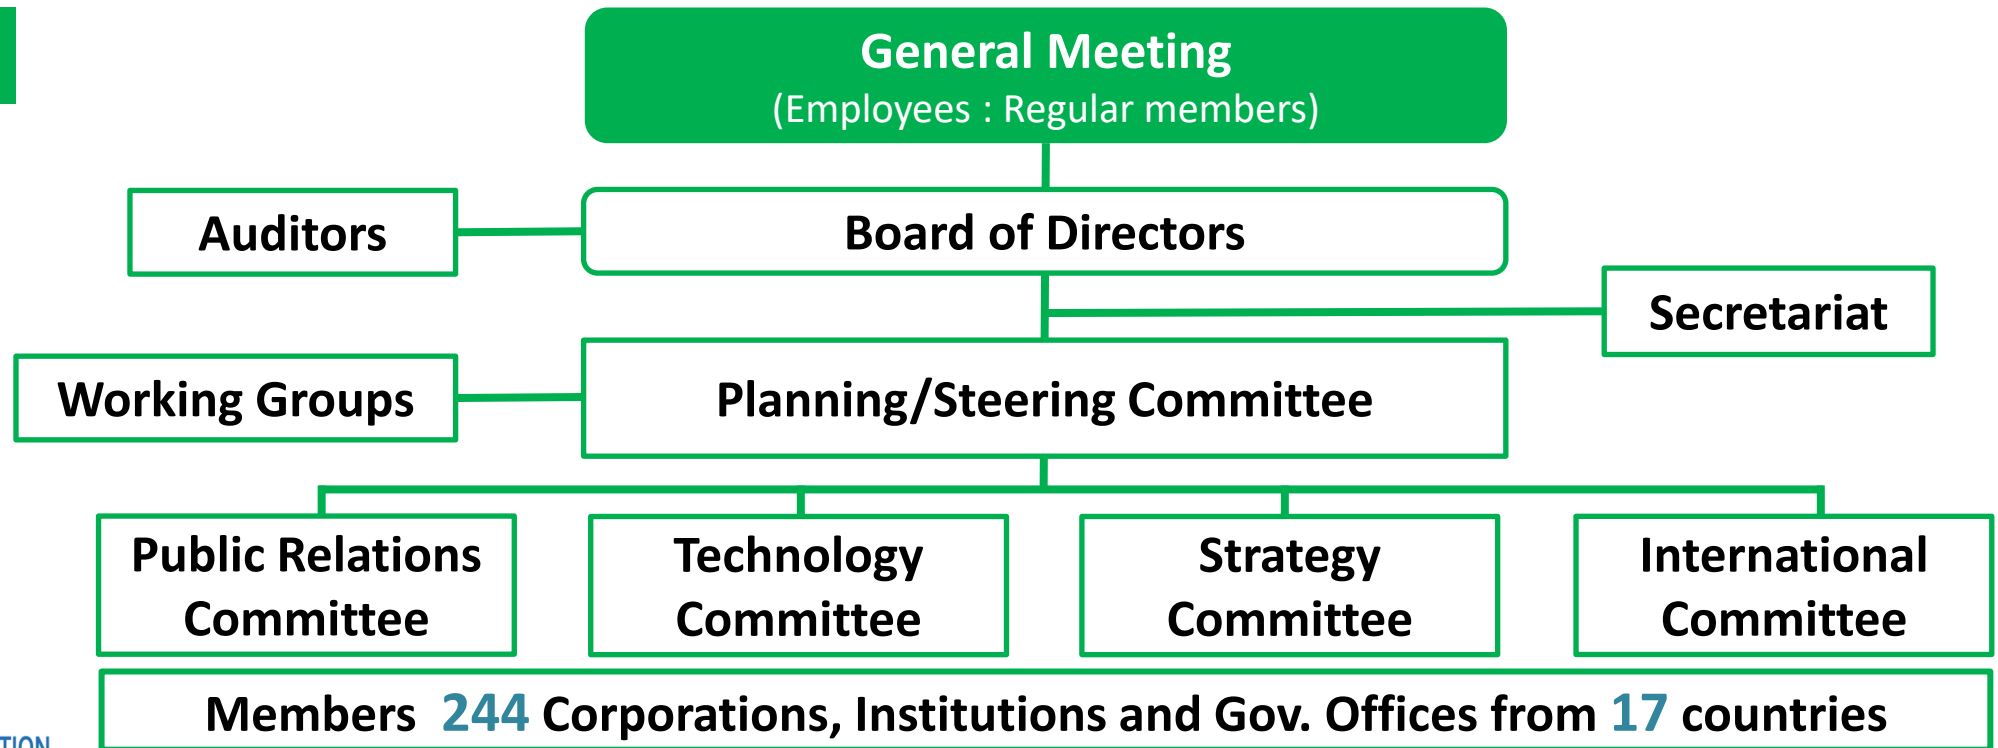 General Meeting
(Employees : Regular members)
Auditors
Board of Directors
Secretariat
Working Groups
Planning/Steering Committee
Public Relations
Committee
Technology
Committee
Strategy
Committee
International
Committee
Members 244 Corporations, Institutions and Gov. Offices from 17 countries